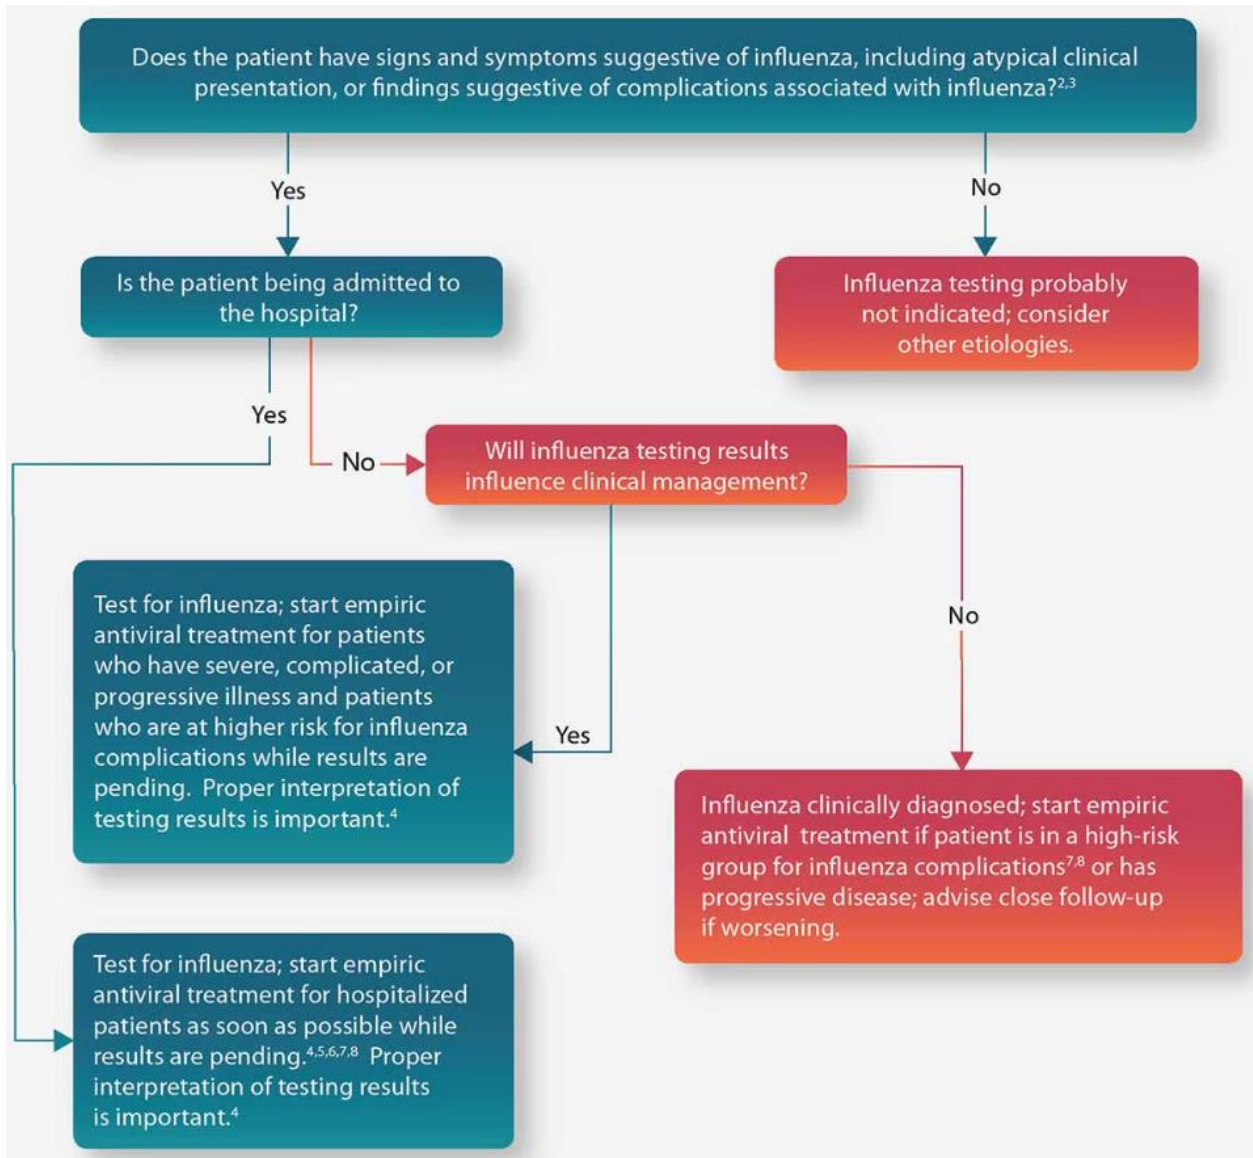 Does the patient have signs and symptoms suggestive of influenza, including atypical clinical
presentation, or findings suggestive of complications associated with influenza?2,3
Yes
No
Is the patient being admitted to
the hospital?
Influenza testing probably
not indicated; consider
other etiologies.
Yes
No
Will influenza testing results
influence clinical management?
Test for influenza; start empiric
antiviral treatment for patients
who have severe, complicated, or
progressive illness and patients
who are at higher risk for influenza
complications while results are
pending. Proper interpretation of
testing results is important.4
Yes
No
Influenza clinically diagnosed; start empiric
antiviral treatment if patient is in a high-risk
group for influenza complications7,8 or has
progressive disease; advise close follow-up
if worsening.
Test for influenza; start empiric
antiviral treatment for hospitalized
patients as soon as possible while
results are pending.4,5,6,7,8 Proper
interpretation of testing results
is important.4